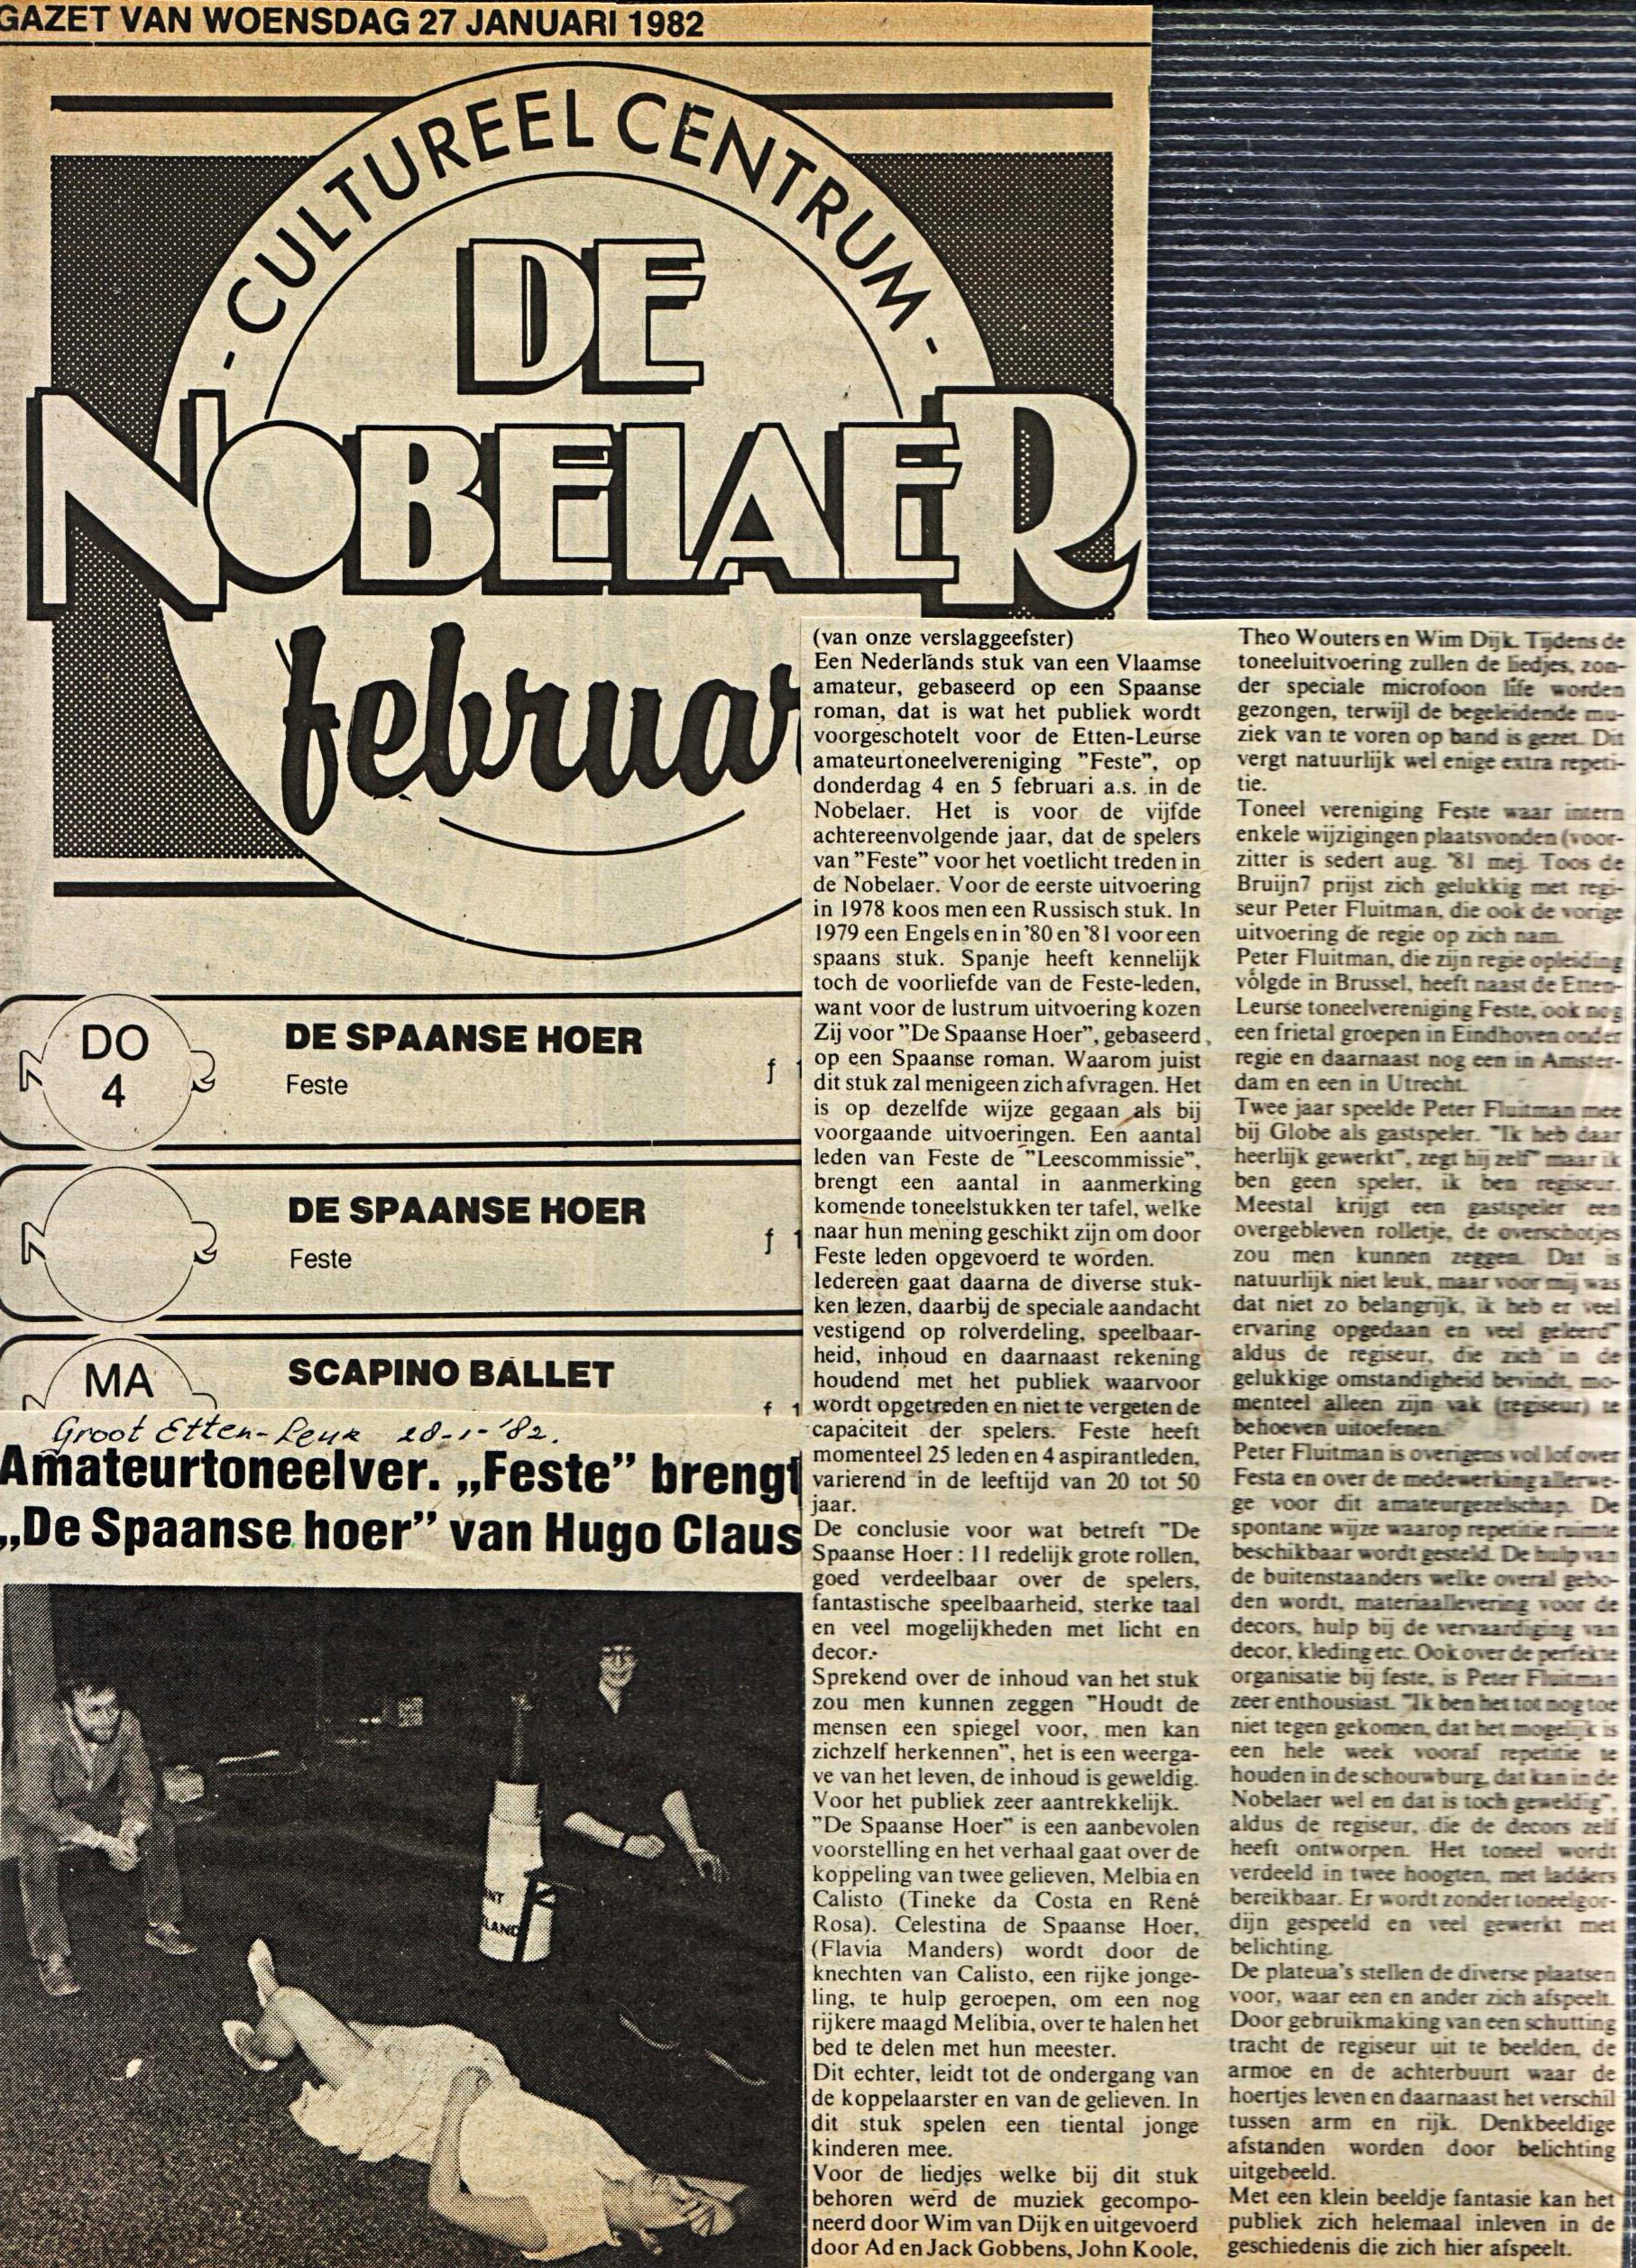 GAZET VAN WOENSDAG 27 JANUARI 1982
- CULTUREEL CENTRUM -
DE
NOBELAER
februar
DO
4
DE SPAANSE HOER
Feste
f 1
DE SPAANSE HOER
Feste
f 1
MA
SCAPINO BALLET
f 1
Groot Etten-Leur 28-1-'82.
Amateurtoneelver. „Feste” brengt
„De Spaanse hoer” van Hugo Claus
NT
LAND
(van onze verslaggeefster)
Een Nederlands stuk van een Vlaamse
amateur, gebaseerd op een Spaanse
roman, dat is wat het publiek wordt
voorgeschoteld voor de Etten-Leurse
amateurtoneelvereniging "Feste", op
donderdag 4 en 5 februari a.s. in de
Nobelaer. Het is voor de vijfde
achtereenvolgende jaar, dat de spelers
van "Feste" voor het voetlicht treden in
de Nobelaer. Voor de eerste uitvoering
in 1978 koos men een Russisch stuk. In
1979 een Engels en in '80 en '81 voor een
spaans stuk. Spanje heeft kennelijk
toch de voorliefde van de Feste-leden,
want voor de lustrum uitvoering kozen
Zij voor "De Spaanse Hoer", gebaseerd
op een Spaanse roman. Waarom juist
dit stuk zal menigeen zich afvragen. Het
is op dezelfde wijze gegaan als bij
voorgaande uitvoeringen. Een aantal
leden van Feste de "Leescommissie",
brengt een aantal in aanmerking
komende toneelstukken ter tafel, welke
naar hun mening geschikt zijn om door
Feste leden opgevoerd te worden.
Iedereen gaat daarna de diverse stuk-
ken lezen, daarbij de speciale aandacht
vestigend op rolverdeling, speelbaar-
heid, inhoud en daarnaast rekening
houdend met het publiek waarvoor
wordt opgetreden en niet te vergeten de
capaciteit der spelers. Feste heeft
momenteel 25 leden en 4 aspirantleden,
varierend in de leeftijd van 20 tot 50
jaar.
De conclusie voor wat betreft "De
Spaanse Hoer : 11 redelijk grote rollen,
goed verdeelbaar over de spelers,
fantastische speelbaarheid, sterke taal
en veel mogelijkheden met licht en
decor.
Sprekend over de inhoud van het stuk
zou men kunnen zeggen "Houdt de
mensen een spiegel voor, men kan
zichzelf herkennen", het is een weerga-
ve van het leven, de inhoud is geweldig.
Voor het publiek zeer aantrekkelijk.
"De Spaanse Hoer" is een aanbevolen
voorstelling en het verhaal gaat over de
koppeling van twee gelieven, Melbia en
Calisto (Tineke da Costa en René
Rosa). Celestina de Spaanse Hoer,
(Flavia Manders) wordt door de
knechten van Calisto, een rijke jonge-
ling, te hulp geroepen, om een nog
rijkere maagd Melibia, over te halen het
bed te delen met hun meester.
Dit echter, leidt tot de ondergang van
de koppelaarster en van de gelieven. In
dit stuk spelen een tiental jonge
kinderen mee.
Voor de liedjes welke bij dit stuk
behoren werd de muziek gecompo-
neerd door Wim van Dijk en uitgevoerd
door Ad en Jack Gobbens, John Koole,
Theo Wouters en Wim Dijk. Tijdens de
toneeluitvoering zullen de liedjes, zon-
der speciale microfoon life worden
gezongen, terwijl de begeleidende mu-
ziek van te voren op band is gezet. Dit
vergt natuurlijk wel enige extra repeti-
tie.
Toneel vereniging Feste waar intern
enkele wijzigingen plaatsvonden (voor-
zitter is sedert aug. '81 mej. Toos de
Bruijn7 prijst zich gelukkig met regi-
seur Peter Fluitman, die ook de vorige
uitvoering de regie op zich nam.
Peter Fluitman, die zijn regie opleiding
volgde in Brussel, heeft naast de Etten-
Leurse toneelvereniging Feste, ook nog
een frietal groepen in Eindhoven onder
regie en daarnaast nog een in Amster-
dam en een in Utrecht.
Twee jaar speelde Peter Fluitman mee
bij Globe als gastspeler. "Ik heb daar
heerlijk gewerkt", zegt hij zelf" maar ik
ben geen speler, ik ben regiseur.
Meestal krijgt een gastspeler een
overgebleven rolletje, de overschotjes
zou men kunnen zeggen. Dat is
natuurlijk niet leuk, maar voor mij was
dat niet zo belangrijk, ik heb er veel
ervaring opgedaan en veel geleerd"
aldus de regiseur, die zich in de
gelukkige omstandigheid bevindt, mo-
menteel alleen zijn vak (regiseur) te
behoeven uitoefenen.
Peter Fluitman is overigens vol lof over
Festa en over de medewerking allerwe-
ge voor dit amateurgezelschap. De
spontane wijze waarop repetitie ruimte
beschikbaar wordt gesteld. De hulp van
de buitenstaanders welke overal gebo-
den wordt, materiaallevering voor de
decors, hulp bij de vervaardiging van
decor, kleding etc. Ook over de perfekte
organisatie bij feste, is Peter Fluitman
zeer enthousiast. "Ik ben het tot nog toe
niet tegen gekomen, dat het mogelijk is
een hele week vooraf repetitie te
houden in de schouwburg, dat kan in de
Nobelaer wel en dat is toch geweldig",
aldus de regiseur, die de decors zelf
heeft ontworpen. Het toneel wordt
verdeeld in twee hoogten, met ladders
bereikbaar. Er wordt zonder toneelgor-
dijn gespeeld en veel gewerkt met
belichting.
De plateua's stellen de diverse plaatsen
voor, waar een en ander zich afspeelt.
Door gebruikmaking van een schutting
tracht de regiseur uit te beelden, de
armoe en de achterbuurt waar de
hoertjes leven en daarnaast het verschil
tussen arm en rijk. Denkbeeldige
afstanden worden door belichting
uitgebeeld.
Met een klein beeldje fantasie kan het
publiek zich helemaal inleven in de
geschiedenis die zich hier afspeelt.